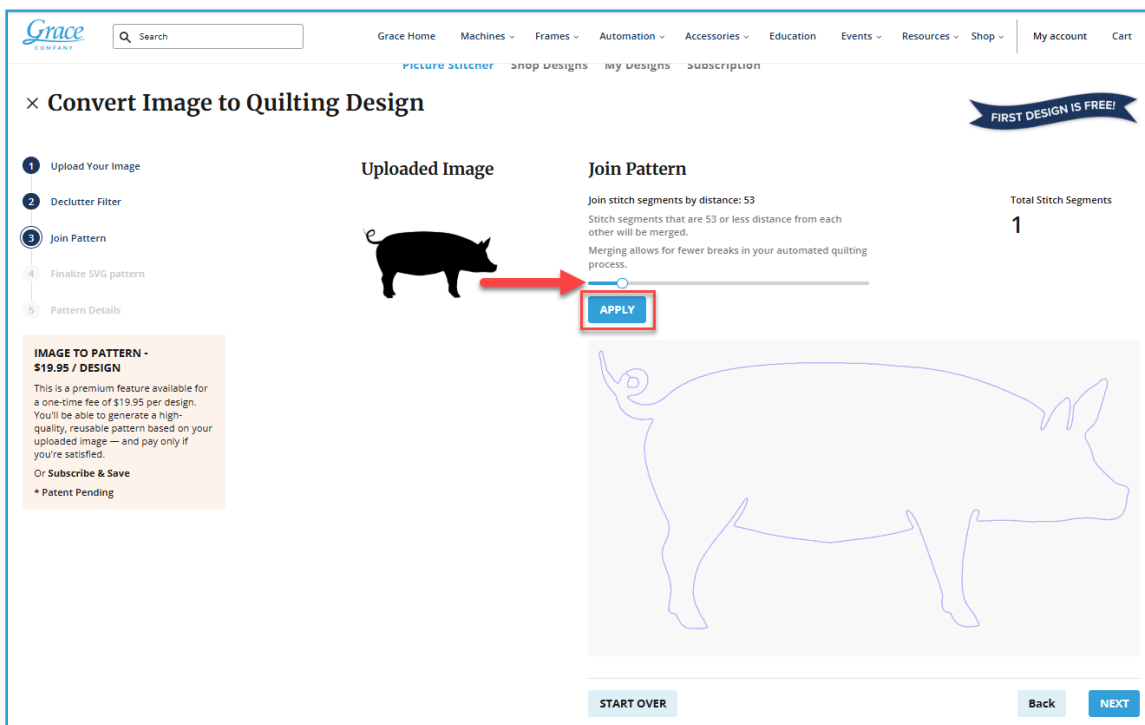 Grace
COMPANY
Search
Grace Home Machines Frames Automation Accessories Education Events Resources Shop My account Cart
Picture Stitcher Shop Designs My Designs Subscription
× Convert Image to Quilting Design
FIRST DESIGN IS FREE!
1 Upload Your Image
2 Declutter Filter
3 Join Pattern
4 Finalize SVG pattern
5 Pattern Details
IMAGE TO PATTERN -
$19.95 / DESIGN
This is a premium feature available for
a one-time fee of $19.95 per design.
You'll be able to generate a high-
quality, reusable pattern based on your
uploaded image — and pay only if
you're satisfied.
Or Subscribe & Save
* Patent Pending
Uploaded Image
Join Pattern
Join stitch segments by distance: 53
Stitch segments that are 53 or less distance from each
other will be merged.
Merging allows for fewer breaks in your automated quilting
process.
APPLY
Total Stitch Segments
1
START OVER
Back
NEXT